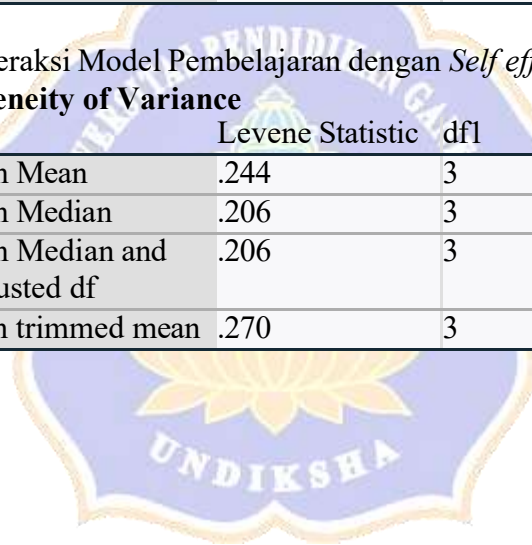 eraksi Model Pembelajaran dengan Self eff
eneity of Variance
Levene Statistic df1
n Mean .244 3
n Median .206 3
n Median and .206 3
usted df
n trimmed mean .270 3
UNDIKSHA